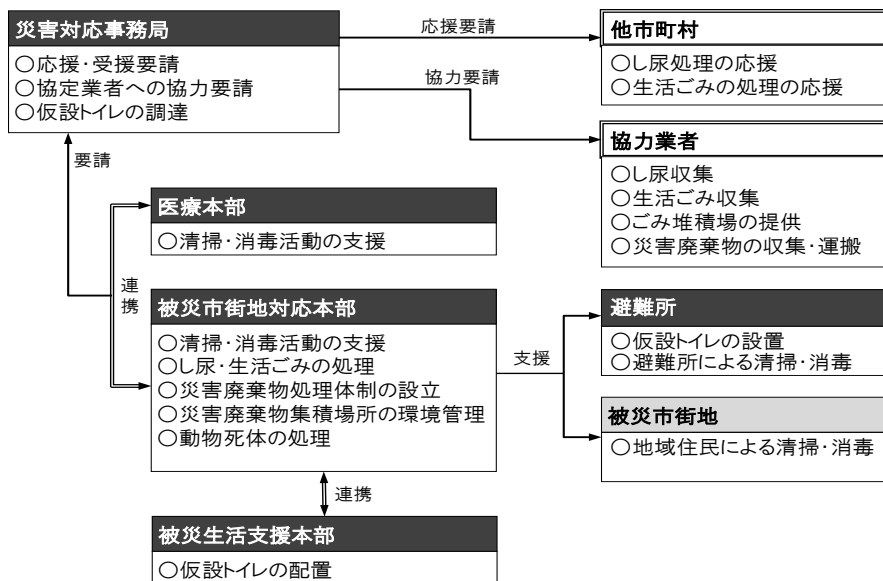 災害対応事務局
○応援・受援要請
○協定業者への協力要請
○仮設トイレの調達
応援要請
協力要請
他市町村
○し尿処理の応援
○生活ごみの処理の応援
協力業者
○し尿収集
○生活ごみ収集
○ごみ堆積場の提供
○災害廃棄物の収集・運搬
要請
連携
医療本部
○清掃・消毒活動の支援
被災市街地対応本部
○清掃・消毒活動の支援
○し尿・生活ごみの処理
○災害廃棄物処理体制の設立
○災害廃棄物集積場所の環境管理
○動物死体の処理
支援
避難所
○仮設トイレの設置
○避難所による清掃・消毒
被災市街地
○地域住民による清掃・消毒
連携
被災生活支援本部
○仮設トイレの配置